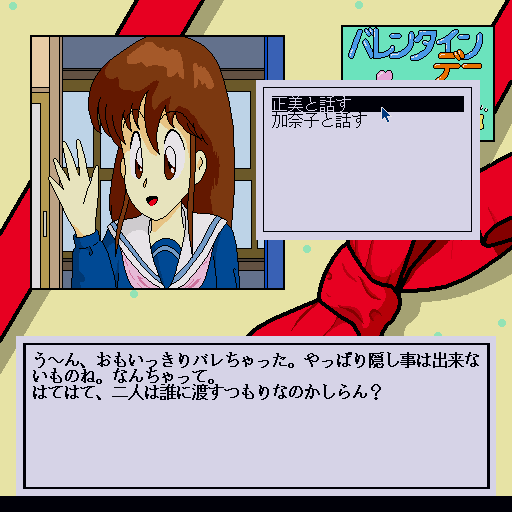 バレンタイン
デー
正美と話す
加奈子と話す
う～ん、おもいっきりバレちゃった。やっぱり隠し事は出来な
いものね。なんちゃって。
はてはて、二人は誰に渡すつもりなのかしらん？